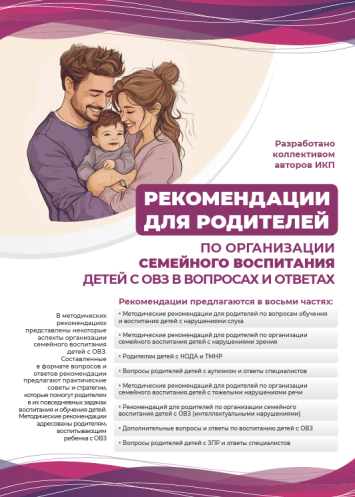 Разработано
коллективом
авторов ИКП
РЕКОМЕНДАЦИИ
ДЛЯ РОДИТЕЛЕЙ
ПО ОРГАНИЗАЦИИ
СЕМЕЙНОГО ВОСПИТАНИЯ
ДЕТЕЙ С ОВЗ В ВОПРОСАХ И ОТВЕТАХ
Рекомендации предлагаются в восьми частях:
В методических
рекомендациях
представлены некоторые
аспекты организации
семейного воспитания
детей с ОВЗ.
Составленные
в формате вопросов и
ответов рекомендации
предлагают практические
советы и стратегии,
которые помогут родителям
в их повседневных задачах
воспитания и обучения детей.
Методические рекомендации
адресованы родителям,
воспитывающим
ребенка с ОВЗ
• Методические рекомендации для родителей по вопросам обучения
и воспитания детей с нарушениями слуха
• Методические рекомендаций для родителей по организации
семейного воспитания детей с нарушениями зрения
• Родителям детей с НОДА и ТМНР
• Вопросы родителей детей с аутизмом и ответы специалистов
• Методические рекомендации для родителей по организации
семейного воспитания детей с тяжелыми нарушениями речи
• Рекомендаций для родителей по организации семейного
воспитания детей с ОВЗ (интеллектуальными нарушениями)
• Дополнительные вопросы и ответы по воспитанию детей с ОВЗ
• Вопросы родителей детей с ЗПР и ответы специалистов